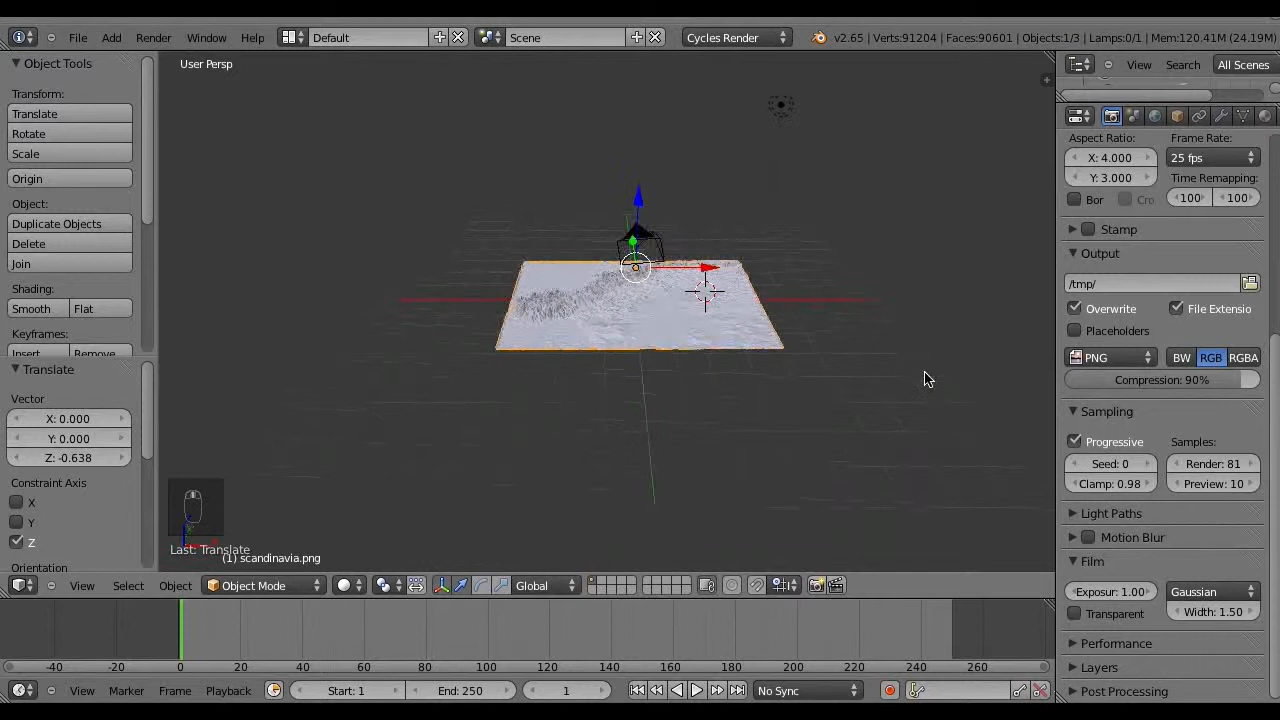 File Add Render Window Help Default Scene Cycles Render v2.65 | Verts:91204 | Faces:90601 | Objects:1/3 | Lamps:0/1 | Mem:120.41M (24.19M)
View Search All Scenes
Object Tools
Transform:
Translate
Rotate
Scale
Origin
Object:
Duplicate Objects
Delete
Join
Shading:
Smooth Flat
Keyframes:
Insert Remove
Translate
Vector
X: 0.000
Y: 0.000
Z: -0.638
Constraint Axis
X
Y
Z
Orientation
User Persp
Last: Translate
(1) scandinavia.png
View Select Object Object Mode Global
-40 -20 0 20 40 60 80 100 120 140 160 180 200 220 240 260
View Marker Frame Playback Start: 1 End: 250 1 No Sync
Aspect Ratio: Frame Rate:
X: 4.000 25 fps
Y: 3.000 Time Remapping:
Bor Cro 100 100
Stamp
Output
/tmp/
Overwrite File Extensio
Placeholders
PNG BW RGB RGBA
Compression: 90%
Sampling
Progressive Samples:
Seed: 0 Render: 81
Clamp: 0.98 Preview: 10
Light Paths
Motion Blur
Film
Exposur: 1.00 Gaussian
Transparent Width: 1.50
Performance
Layers
Post Processing